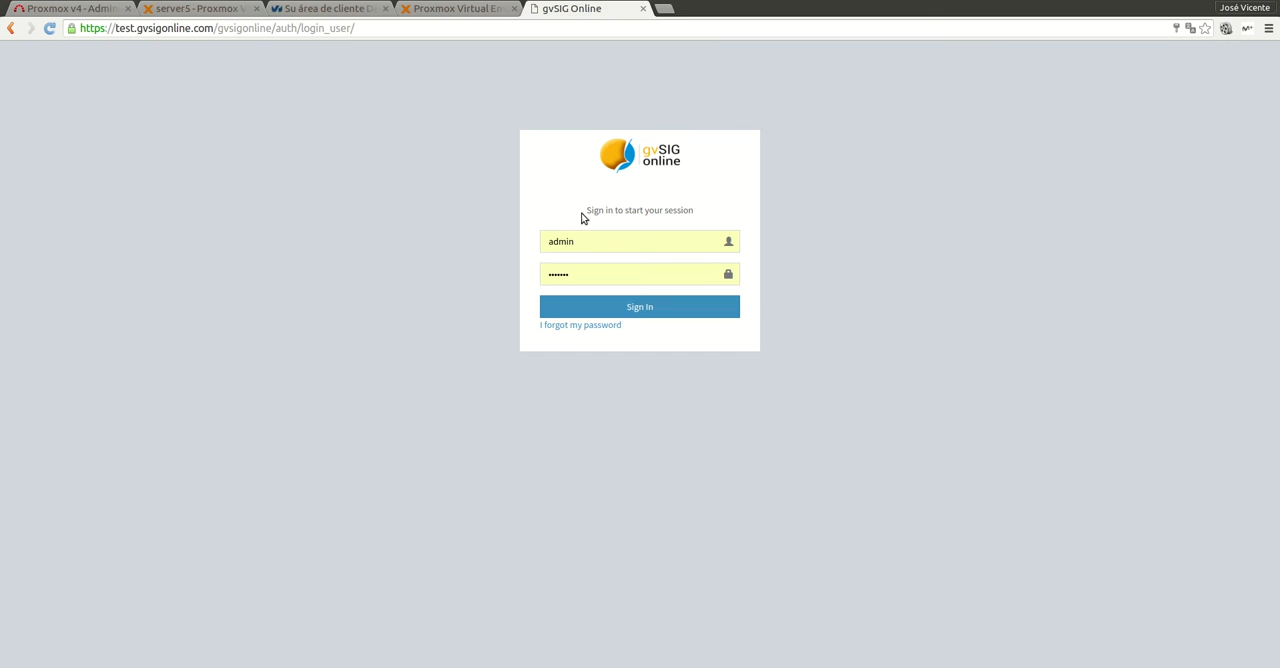 Proxmox v4 - Admin
server5 - Proxmox V
Su área de cliente D
Proxmox Virtual En
gvSIG Online
José Vicente
https://test.gvsigonline.com/gvsigonline/auth/login_user/
gvSIG
online
Sign in to start your session
admin
•••••••
Sign In
I forgot my password